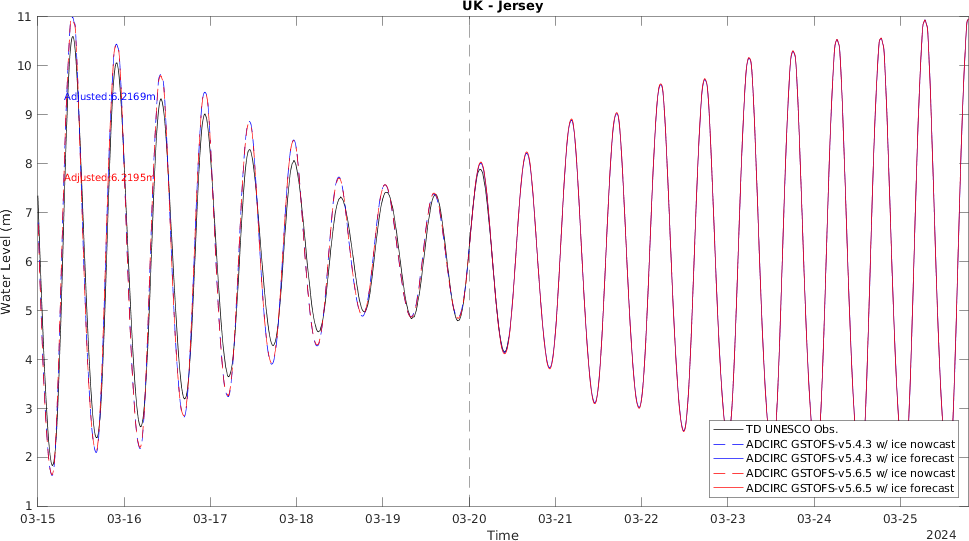 UK - Jersey
11
10
9
8
7
6
5
4
3
2
1
Water Level (m)
Adjusted:6.2169m
Adjusted:6.2195m
TD UNESCO Obs.
ADCIRC GSTOFS-v5.4.3 w/ ice nowcast
ADCIRC GSTOFS-v5.4.3 w/ ice forecast
ADCIRC GSTOFS-v5.6.5 w/ ice nowcast
ADCIRC GSTOFS-v5.6.5 w/ ice forecast
03-15 03-16 03-17 03-18 03-19 03-20 03-21 03-22 03-23 03-24 03-25
Time
2024